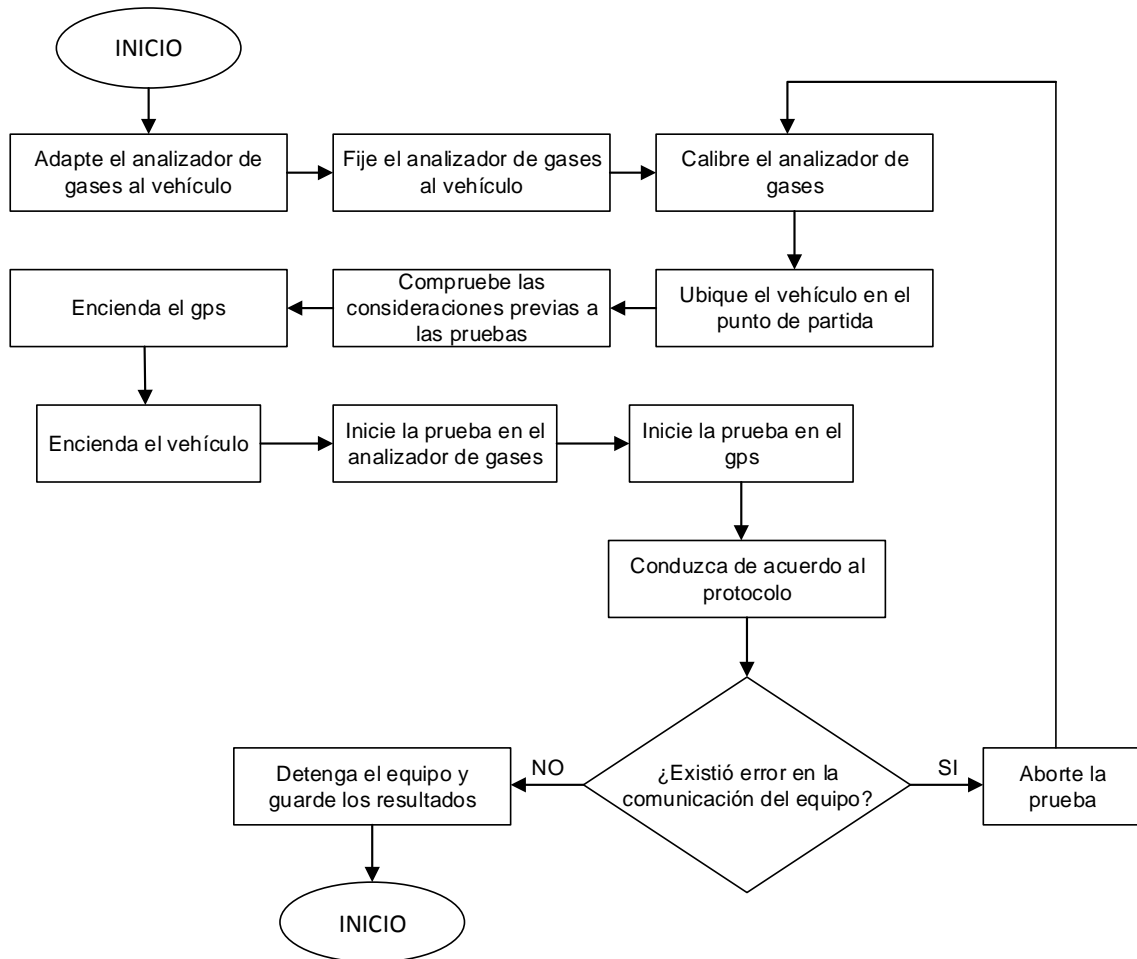 INICIO
Adapte el analizador de
gases al vehículo
Fije el analizador de gases
al vehículo
Calibre el analizador de
gases
Ubique el vehículo en el
punto de partida
Compruebe las
consideraciones previas a
las pruebas
Encienda el gps
Encienda el vehículo
Inicie la prueba en el
analizador de gases
Inicie la prueba en el
gps
Conduzca de acuerdo al
protocolo
¿Existió error en la
comunicación del equipo?
NO
Detenga el equipo y
guarde los resultados
SI
Aborte la
prueba
INICIO